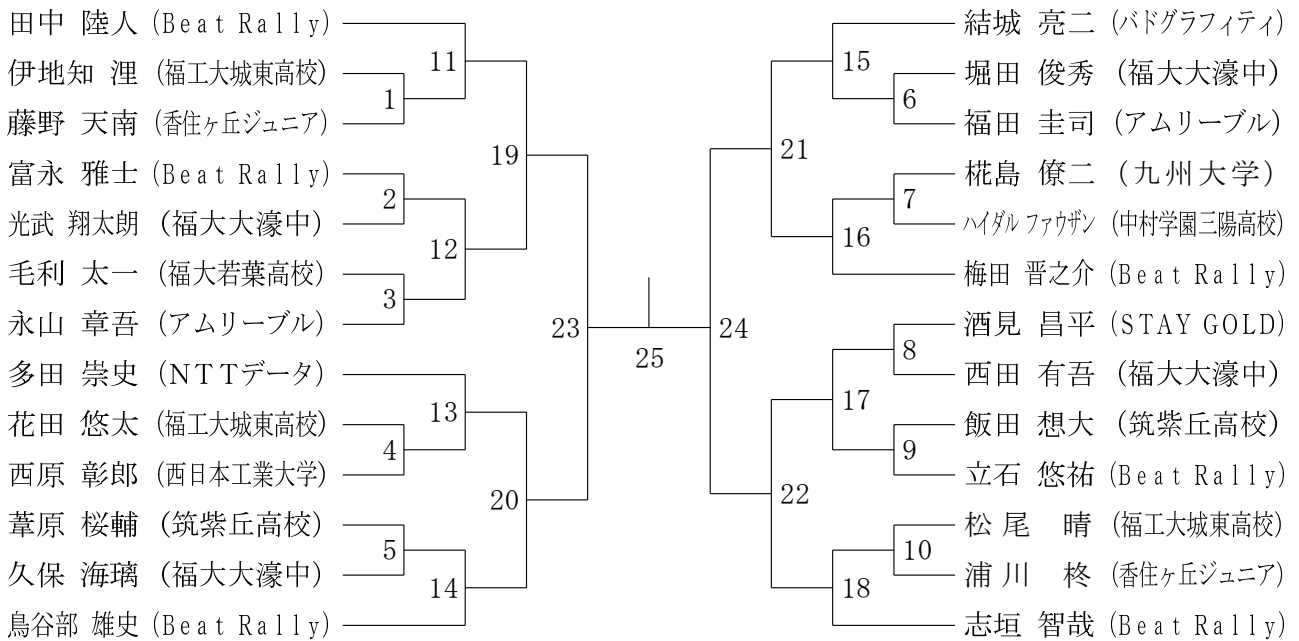 田中 陸人 (Beat Rally)
伊地知 浬 (福工大城東高校)
藤野 天南 (香住ヶ丘ジュニア)
富永 雅士 (Beat Rally)
光武 翔太朗 (福大大濠中)
毛利 太一 (福大若葉高校)
永山 章吾 (アムリーブル)
多田 崇史 (NTTデータ)
花田 悠太 (福工大城東高校)
西原 彰郎 (西日本工業大学)
葦原 桜輔 (筑紫丘高校)
久保 海璃 (福大大濠中)
鳥谷部 雄史 (Beat Rally)
11
1
19
2
12
3
23
13
4
20
5
14
25
24
15
6
21
7
16
8
17
9
22
10
18
結城 亮二 (バドグラフィティ)
堀田 俊秀 (福大大濠中)
福田 圭司 (アムリーブル)
椛島 僚二 (九州大学)
ハイダル ファウザン (中村学園三陽高校)
梅田 晋之介 (Beat Rally)
酒見 昌平 (STAY GOLD)
西田 有吾 (福大大濠中)
飯田 想大 (筑紫丘高校)
立石 悠祐 (Beat Rally)
松尾 晴 (福工大城東高校)
浦川 柊 (香住ヶ丘ジュニア)
志垣 智哉 (Beat Rally)